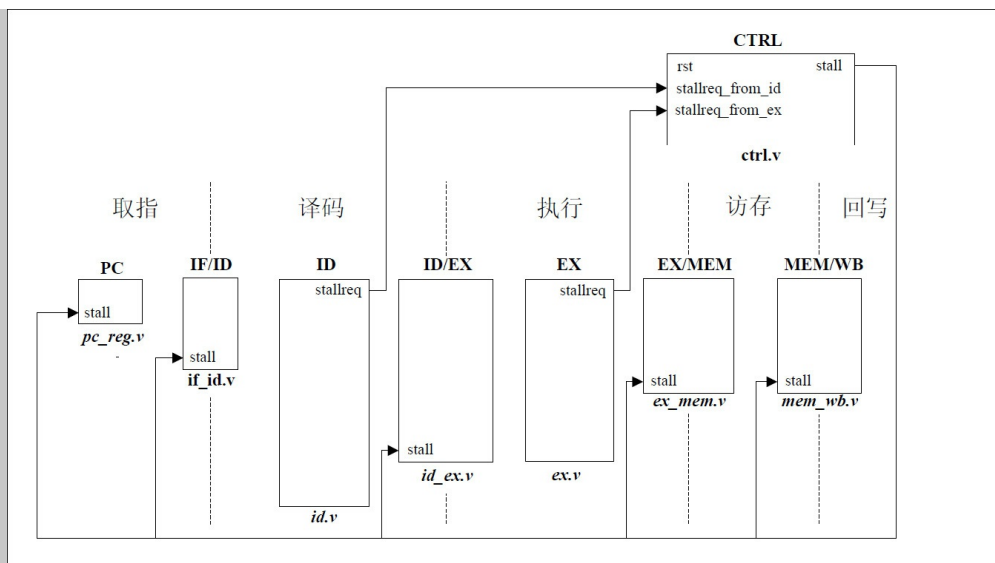 CTRL
rst
stall
stallreq_from_id
stallreq_from_ex
ctrl.v
取指
译码
执行
访存
回写
PC
IF/ID
ID
ID/EX
EX
EX/MEM
MEM/WB
stallreq
stallreq
stall
pc_reg.v
stall
if_id.v
stall
ex_mem.v
stall
mem_wb.v
stall
id_ex.v
ex.v
id.v